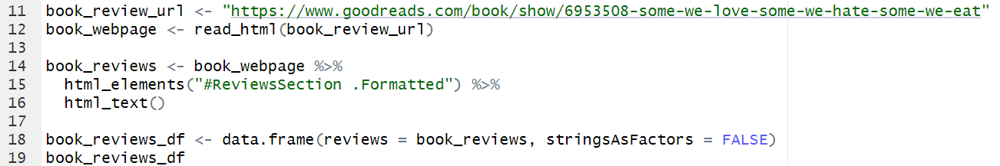 11 book_review_url <- "https://www.goodreads.com/book/show/6953508-some-we-love-some-we-hate-some-we-eat"
12 book_webpage <- read_html(book_review_url)
13
14 book_reviews <- book_webpage %>%
15   html_elements("#ReviewsSection .Formatted") %>%
16   html_text()
17
18 book_reviews_df <- data.frame(reviews = book_reviews, stringsAsFactors = FALSE)
19 book_reviews_df